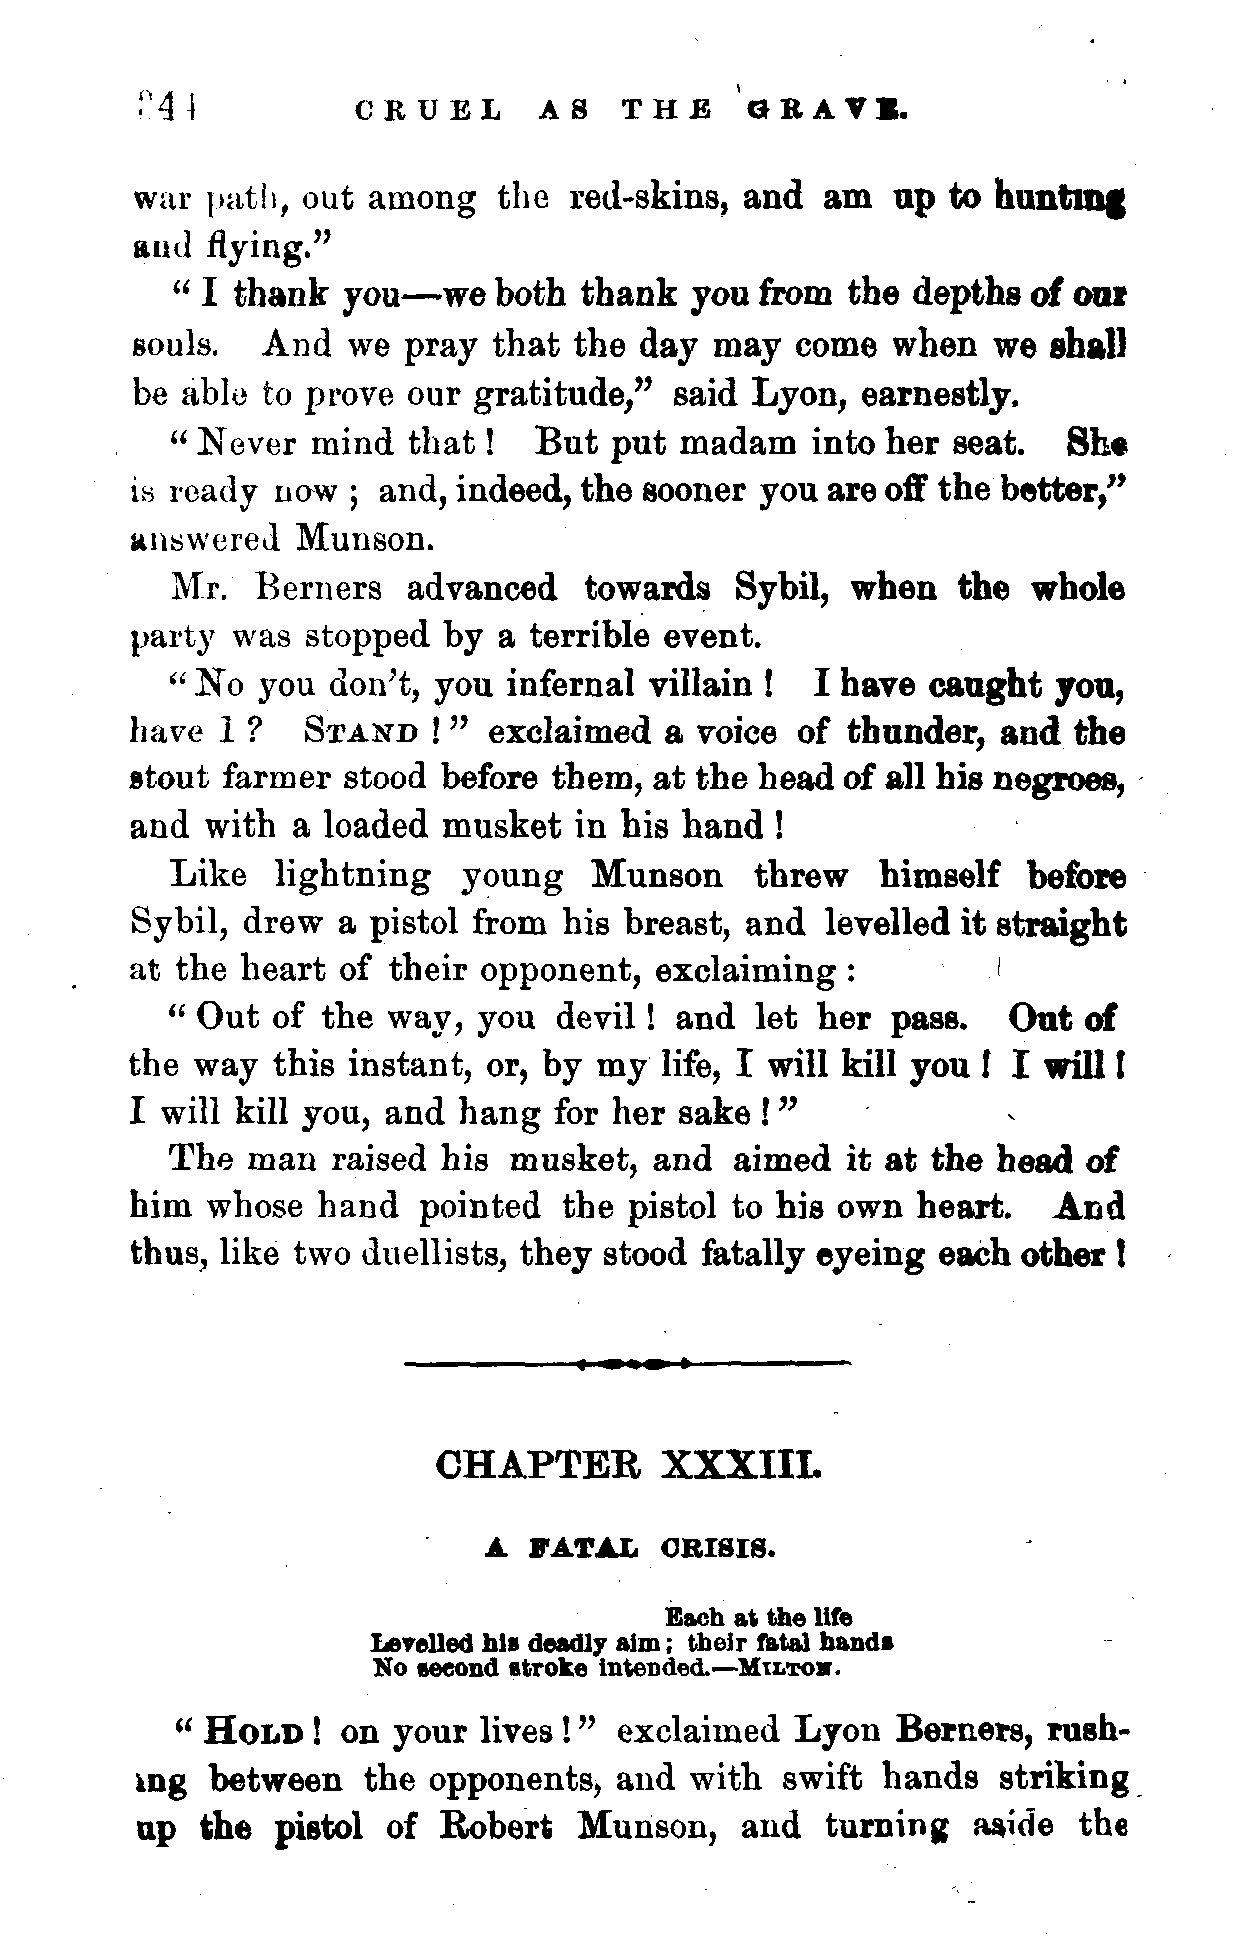 344 CRUEL AS THE GRAVE.
war path, out among the red-skins, and am up to hunting
and flying.”
“ I thank you—we both thank you from the depths of our
souls. And we pray that the day may come when we shall
be able to prove our gratitude,” said Lyon, earnestly.
“ Never mind that ! But put madam into her seat. She
is ready now ; and, indeed, the sooner you are off the better,”
answered Munson.
Mr. Berners advanced towards Sybil, when the whole
party was stopped by a terrible event.
“ No you don’t, you infernal villain ! I have caught you,
have I ? STAND ! ” exclaimed a voice of thunder, and the
stout farmer stood before them, at the head of all his negroes,
and with a loaded musket in his hand !
Like lightning young Munson threw himself before
Sybil, drew a pistol from his breast, and levelled it straight
at the heart of their opponent, exclaiming :
“ Out of the way, you devil ! and let her pass. Out of
the way this instant, or, by my life, I will kill you ! I will !
I will kill you, and hang for her sake ! ”
The man raised his musket, and aimed it at the head of
him whose hand pointed the pistol to his own heart. And
thus, like two duellists, they stood fatally eyeing each other !
CHAPTER XXXIII.
A FATAL CRISIS.
Each at the life
Levelled his deadly aim ; their fatal hands
No second stroke intended.—MILTON.
“ HOLD ! on your lives ! ” exclaimed Lyon Berners, rush-
ing between the opponents, and with swift hands striking
up the pistol of Robert Munson, and turning aside the